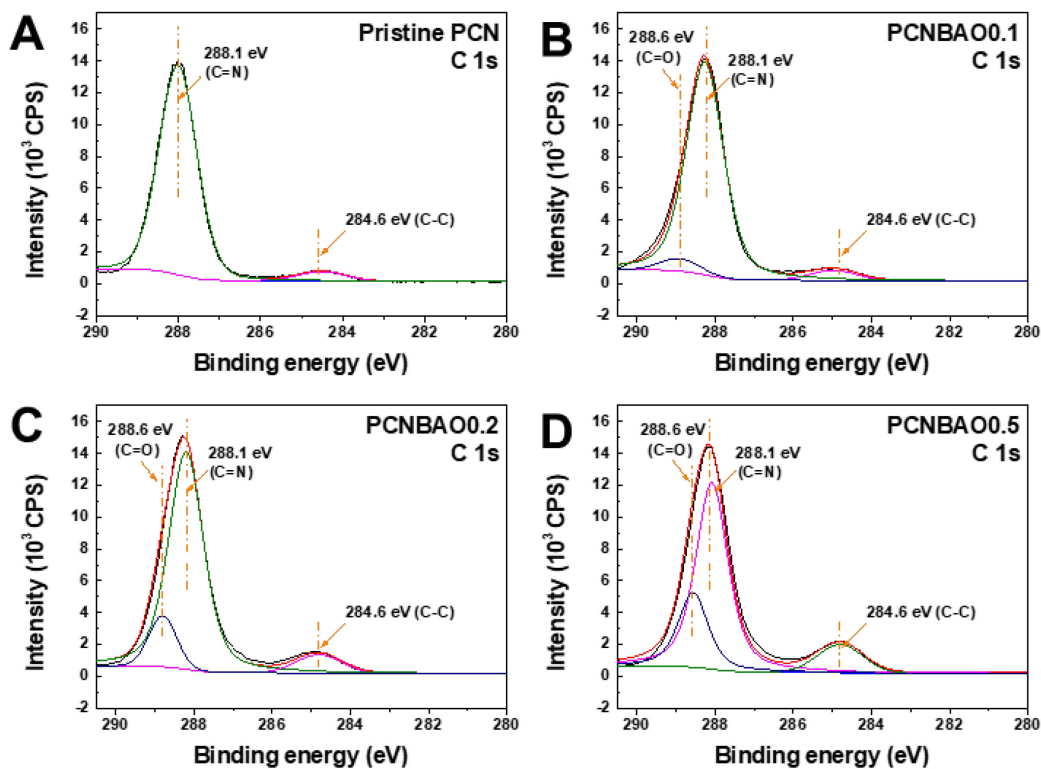 A
Pristine PCN
C 1s
288.1 eV
(C=N)
284.6 eV (C-C)
Intensity (10³ CPS)
16
14
12
10
8
6
4
2
0
-2
290 288 286 284 282 280
Binding energy (eV)
B
PCNBAO0.1
C 1s
288.6 eV
(C=O)
288.1 eV
(C=N)
284.6 eV (C-C)
Intensity (10³ CPS)
16
14
12
10
8
6
4
2
0
-2
290 288 286 284 282 280
Binding energy (eV)
C
PCNBAO0.2
C 1s
288.6 eV
(C=O)
288.1 eV
(C=N)
284.6 eV (C-C)
Intensity (10³ CPS)
16
14
12
10
8
6
4
2
0
-2
290 288 286 284 282 280
Binding energy (eV)
D
PCNBAO0.5
C 1s
288.6 eV
(C=O)
288.1 eV
(C=N)
284.6 eV (C-C)
Intensity (10³ CPS)
16
14
12
10
8
6
4
2
0
-2
290 288 286 284 282 280
Binding energy (eV)